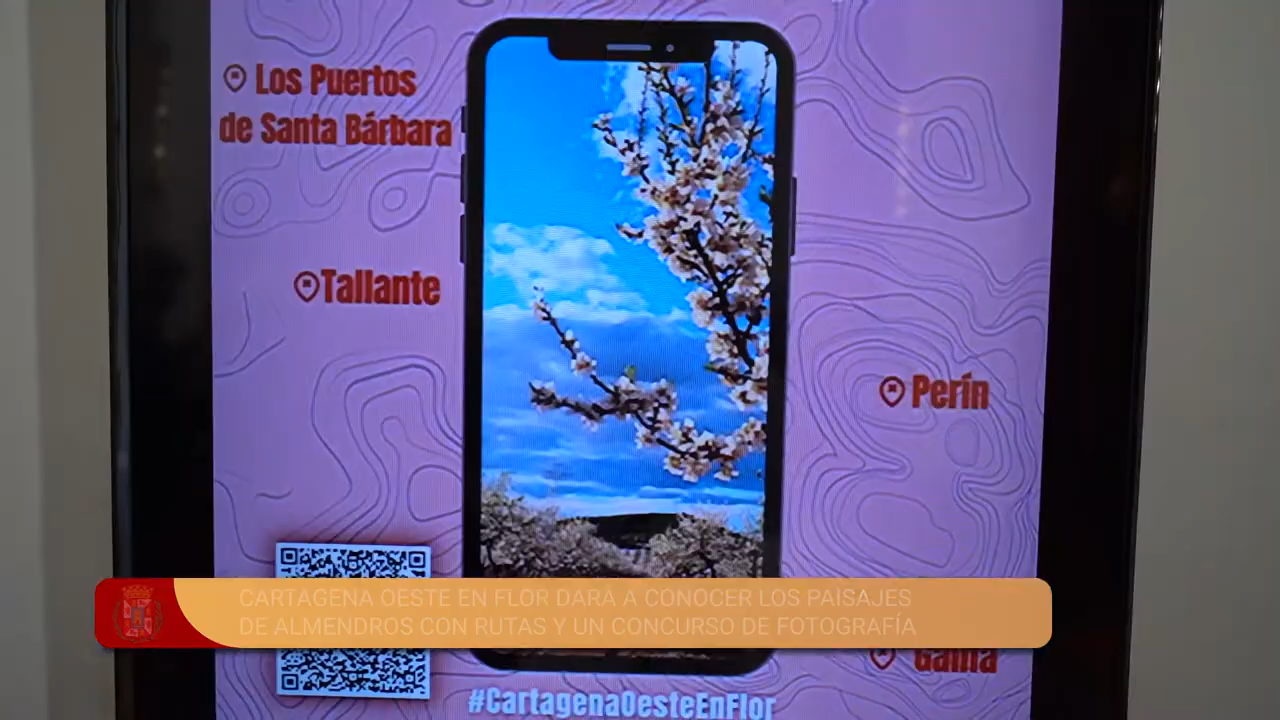 Los Puertos
de Santa Bárbara
Tallante
Perín
CARTAGENA OESTE EN FLOR DARÁ A CONOCER LOS PAISAJES
DE ALMENDROS CON RUTAS Y UN CONCURSO DE FOTOGRAFÍA
Galifa
#CartagenaOesteEnFlor